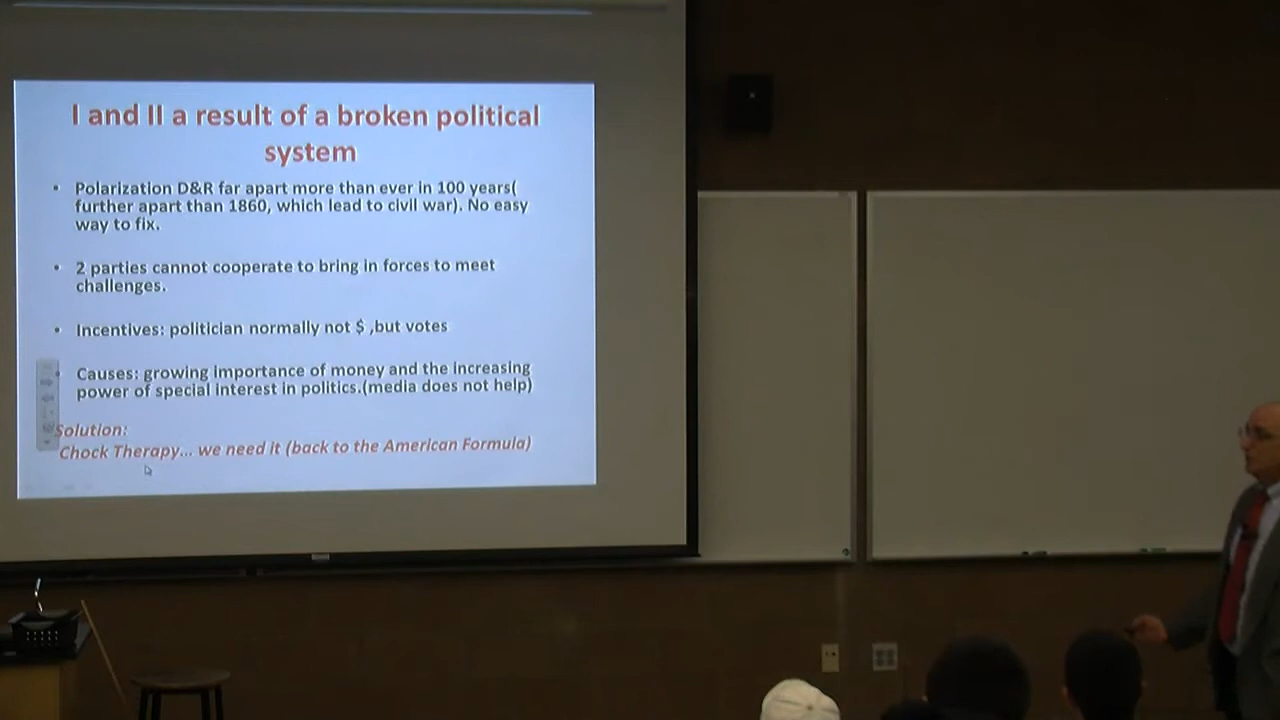 I and II a result of a broken political
system
• Polarization D&R far apart more than ever in 100 years(
further apart than 1860, which lead to civil war). No easy
way to fix.
• 2 parties cannot cooperate to bring in forces to meet
challenges.
• Incentives: politician normally not $ ,but votes
• Causes: growing importance of money and the increasing
power of special interest in politics.(media does not help)
Solution:
Chock Therapy... we need it (back to the American Formula)